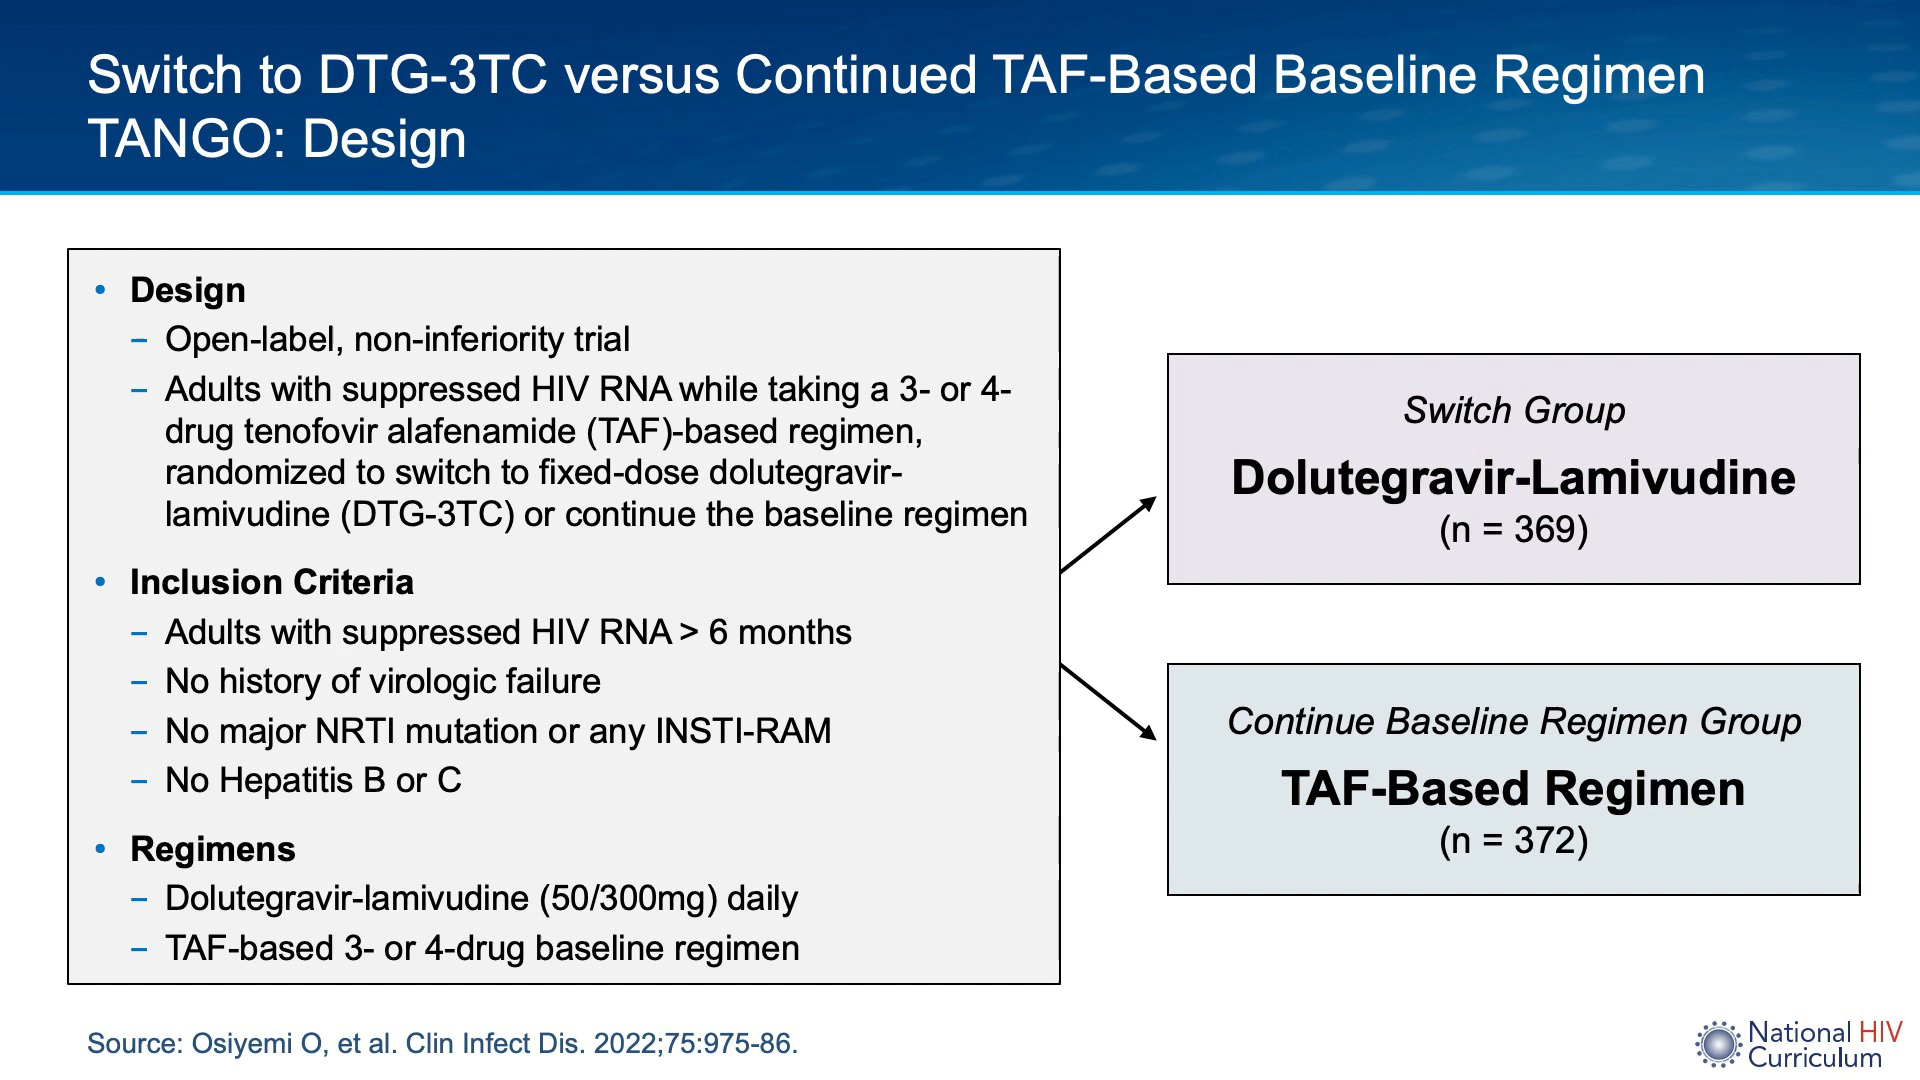 Switch to DTG-3TC versus Continued TAF-Based Baseline Regimen
TANGO: Design
• Design
– Open-label, non-inferiority trial
– Adults with suppressed HIV RNA while taking a 3- or 4-
drug tenofovir alafenamide (TAF)-based regimen,
randomized to switch to fixed-dose dolutegravir-
lamivudine (DTG-3TC) or continue the baseline regimen
• Inclusion Criteria
– Adults with suppressed HIV RNA > 6 months
– No history of virologic failure
– No major NRTI mutation or any INSTI-RAM
– No Hepatitis B or C
• Regimens
– Dolutegravir-lamivudine (50/300mg) daily
– TAF-based 3- or 4-drug baseline regimen
Switch Group
Dolutegravir-Lamivudine
(n = 369)
Continue Baseline Regimen Group
TAF-Based Regimen
(n = 372)
Source: Osiyemi O, et al. Clin Infect Dis. 2022;75:975-86.
National HIV
Curriculum